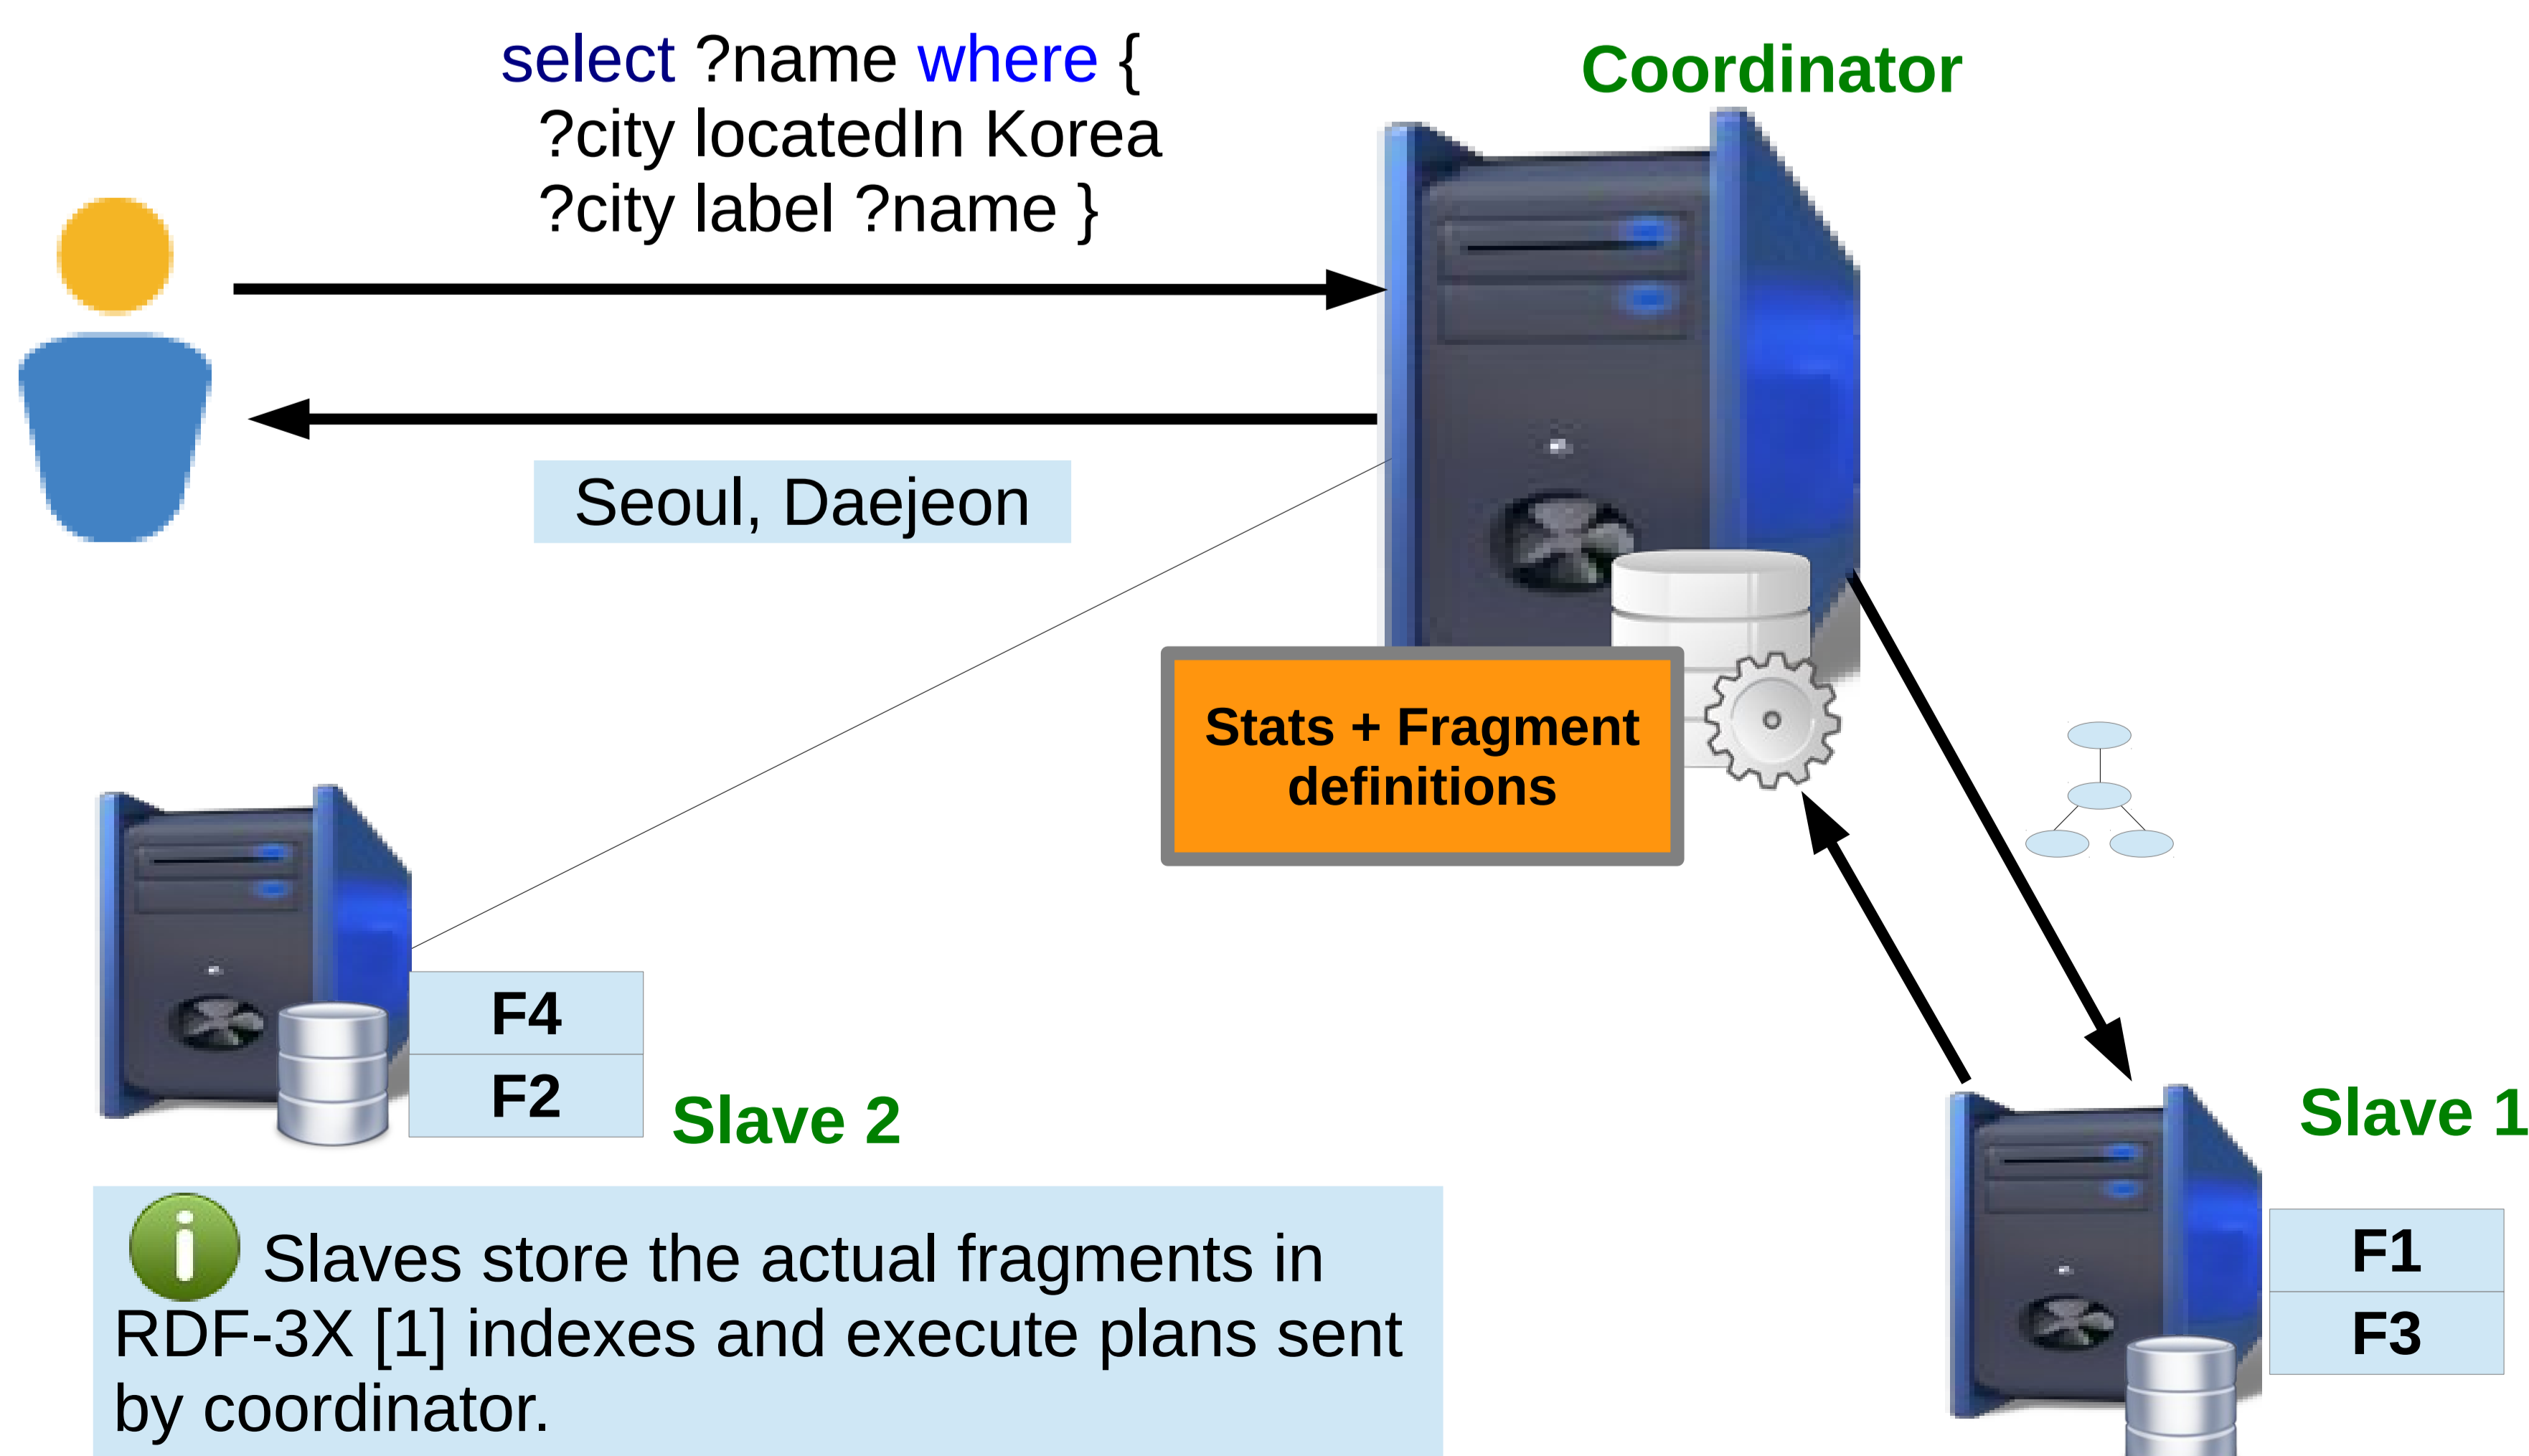 select ?name where {
?city locatedIn Korea
?city label ?name }
Coordinator
Seoul, Daejeon
Stats + Fragment
definitions
F4
F2
Slave 2
Slave 1
F1
F3
Slaves store the actual fragments in
RDF-3X [1] indexes and execute plans sent
by coordinator.